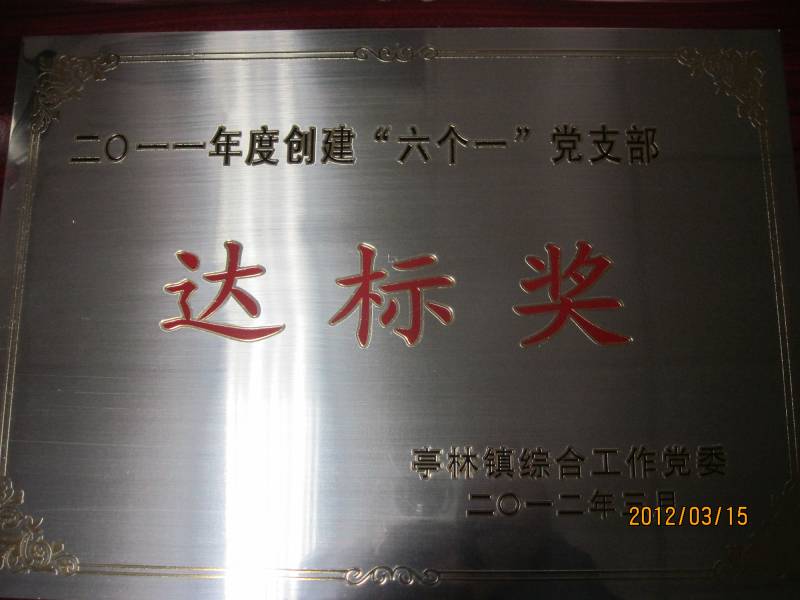 二〇一一年度创建“六个一”党支部
达标奖
亭林镇综合工作党委
二〇一二年三月
2012/03/15